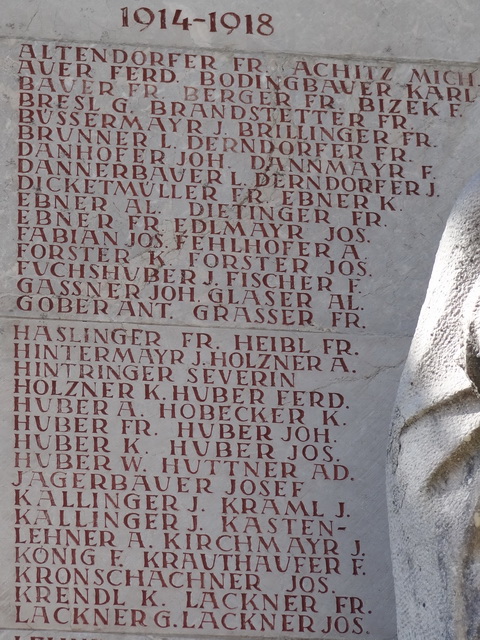 1914-1918
ALTENDORFER FR. ACHITZ MICH
AUER FERD. BODINGBAUER KARL
BAUER FR. BERGER FR. BIZEK F.
BRESL G. BRANDSTETTER FR.
BUSSERMAYR J. BRILLINGER FR.
BRUNNER L. DERNDORFER FR.
DANHOFER JOH. DANNMAYR F.
DANNERBAUER L. DERNDORFER J.
DICKETMÜLLER FR. EBNER K.
EBNER AL. DIETINGER FR.
EBNER FR. EDLMAYR JOS.
FABIAN JOS. FEHLHOFER A.
FORSTER K. FORSTER JOS.
FUCHSHUBER J. FISCHER F.
GASSNER JOH. GLASER AL.
GOBER ANT. GRASSER FR.
HASLINGER FR. HEIBL FR.
HINTERMAYR J. HOLZNER A.
HINTRINGER SEVERIN
HOLZNER K. HUBER FERD.
HUBER A. HOBECKER K.
HUBER FR. HUBER JOH.
HUBER K. HUBER JOS.
HUBER W. HUTTNER AD.
JAGERBAUER JOSEF
KALLINGER J. KRAML J.
KALLINGER J. KASTEN-
LEHNER A. KIRCHMAYR J.
KÖNIG F. KRAUTHAUFER F.
KRONSCHACHNER JOS.
KRENDL K. LACKNER FR.
LACKNER G. LACKNER JOS.